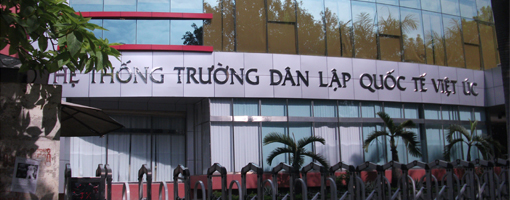 HỆ THỐNG TRƯỜNG DÂN LẬP QUỐC TẾ VIỆT ÚC